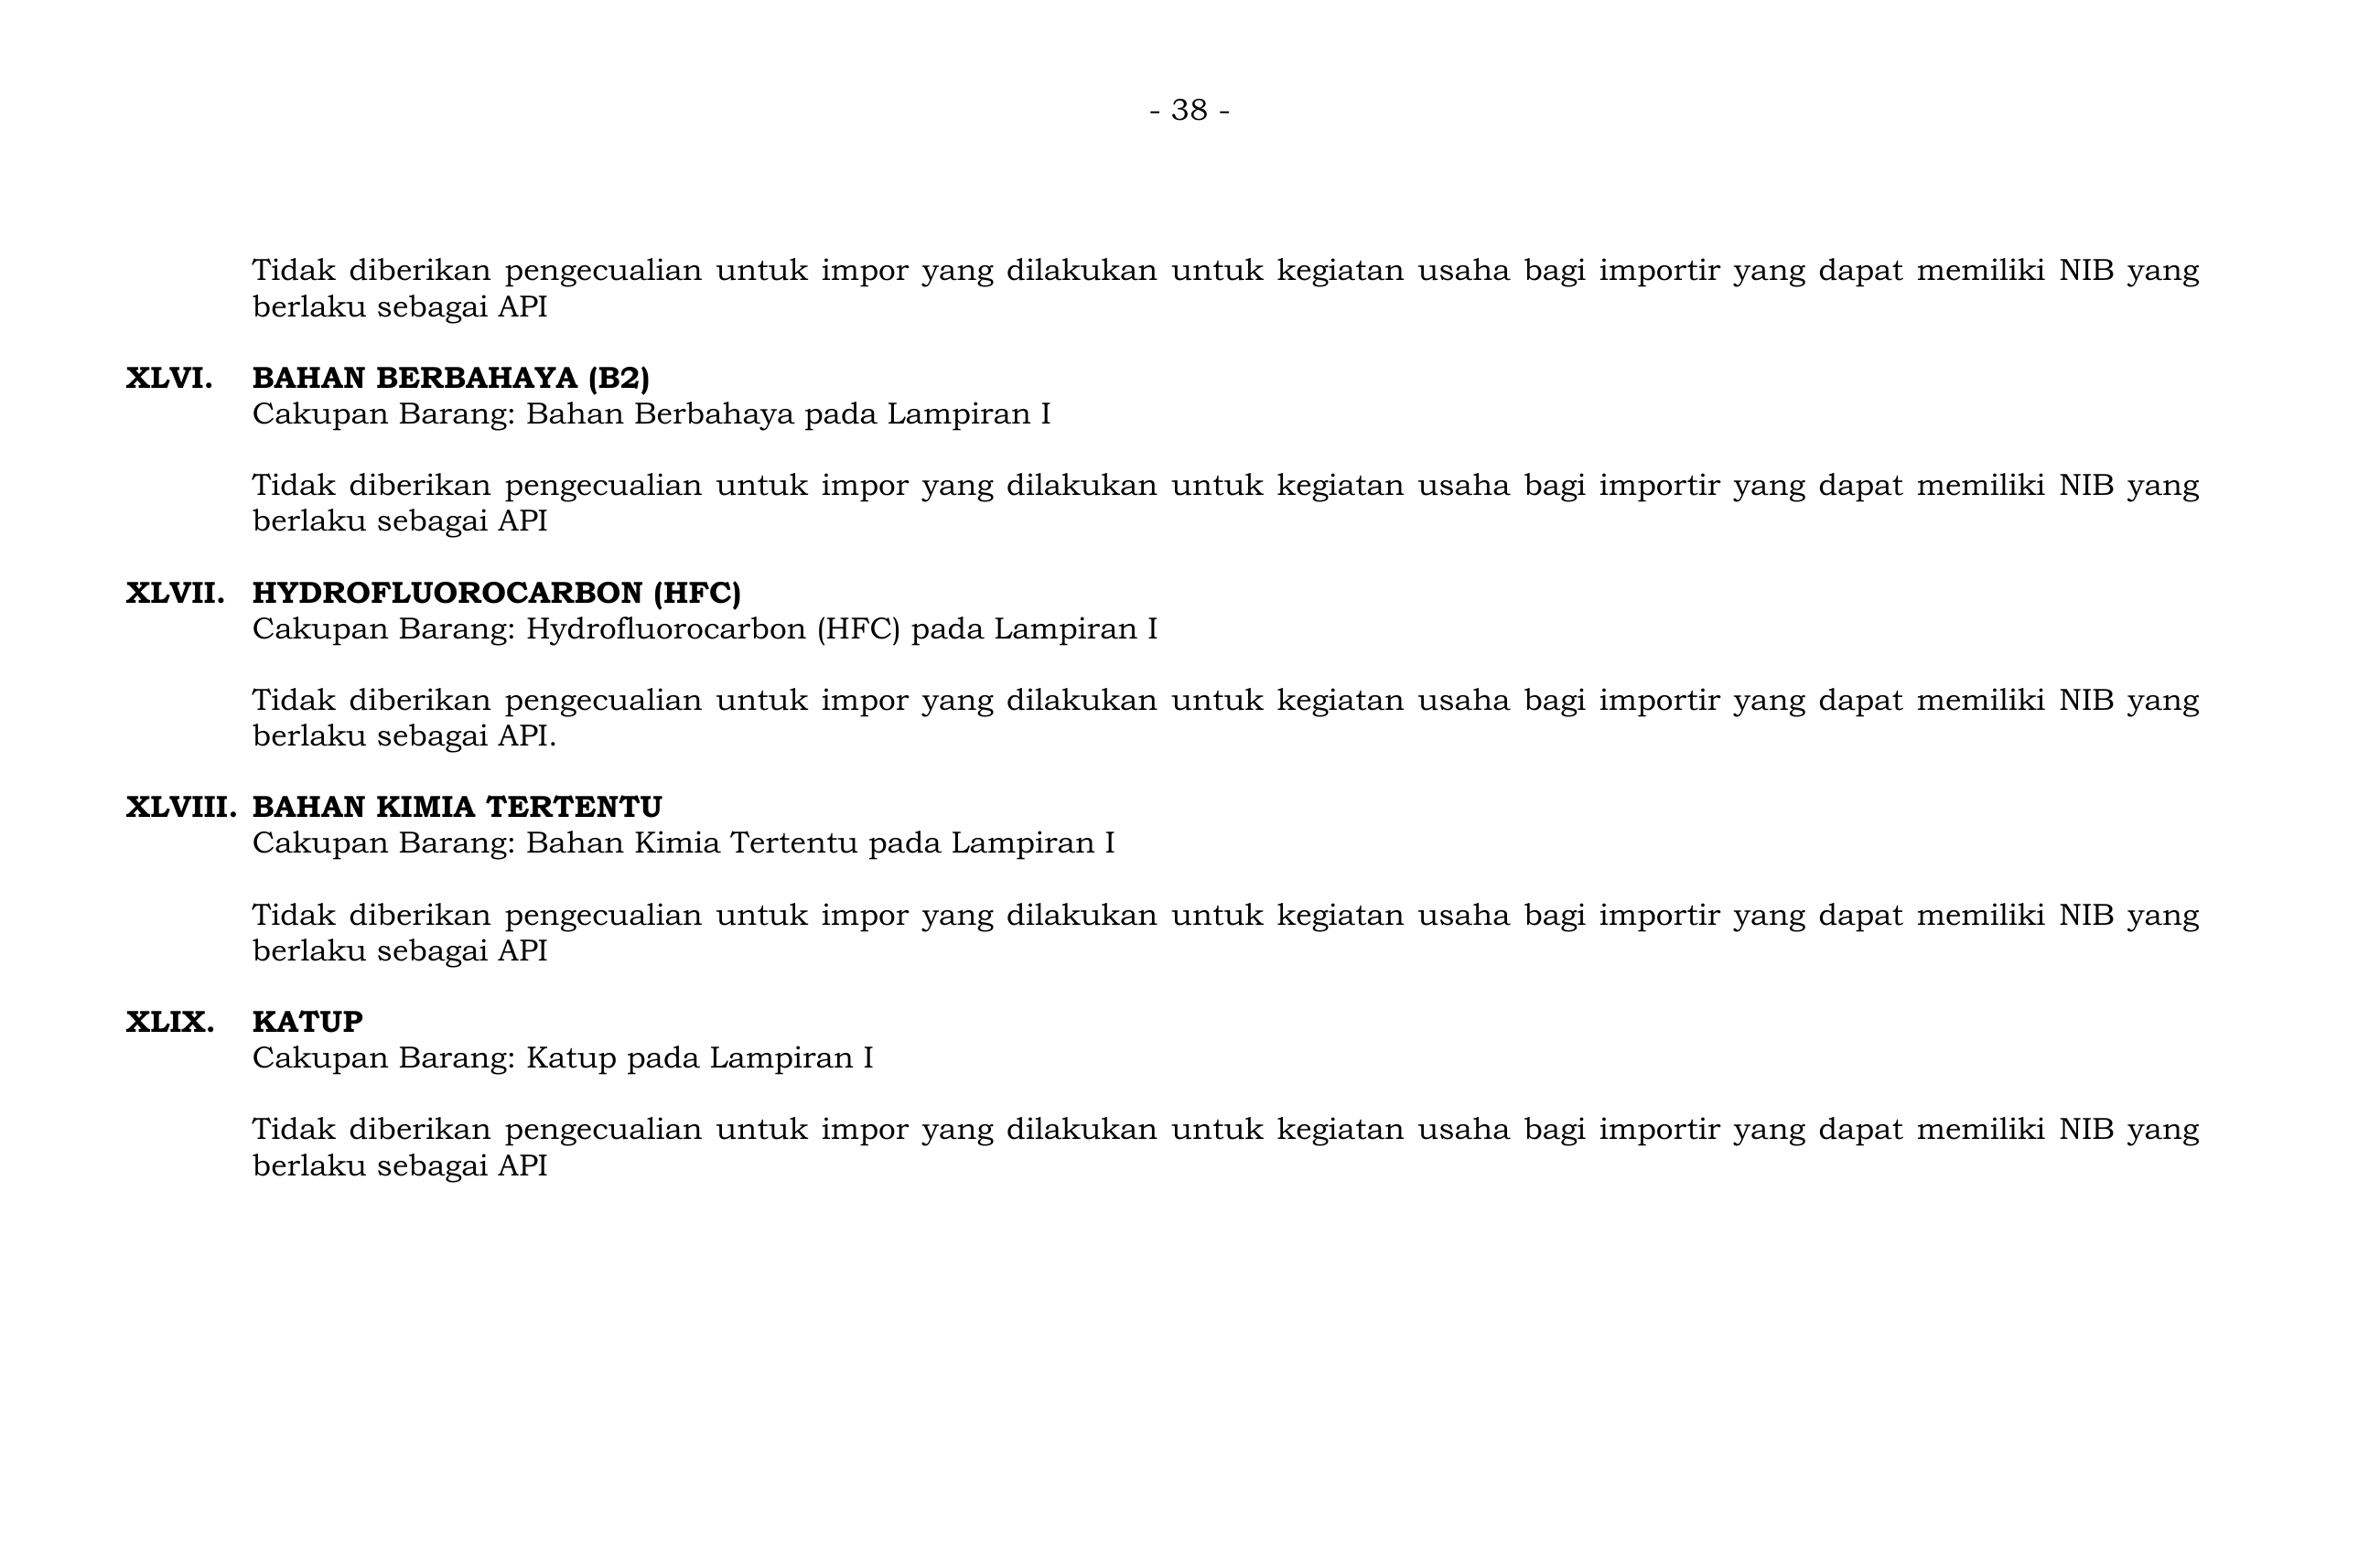 - 38 -
Tidak diberikan pengecualian untuk impor yang dilakukan untuk kegiatan usaha bagi importir yang dapat memiliki NIB yang
berlaku sebagai API
XLVI. BAHAN BERBAHAYA (B2)
Cakupan Barang: Bahan Berbahaya pada Lampiran I
Tidak diberikan pengecualian untuk impor yang dilakukan untuk kegiatan usaha bagi importir yang dapat memiliki NIB yang
berlaku sebagai API
XLVII. HYDROFLUOROCARBON (HFC)
Cakupan Barang: Hydrofluorocarbon (HFC) pada Lampiran I
Tidak diberikan pengecualian untuk impor yang dilakukan untuk kegiatan usaha bagi importir yang dapat memiliki NIB yang
berlaku sebagai API.
XLVIII. BAHAN KIMIA TERTENTU
Cakupan Barang: Bahan Kimia Tertentu pada Lampiran I
Tidak diberikan pengecualian untuk impor yang dilakukan untuk kegiatan usaha bagi importir yang dapat memiliki NIB yang
berlaku sebagai API
XLIX. KATUP
Cakupan Barang: Katup pada Lampiran I
Tidak diberikan pengecualian untuk impor yang dilakukan untuk kegiatan usaha bagi importir yang dapat memiliki NIB yang
berlaku sebagai API